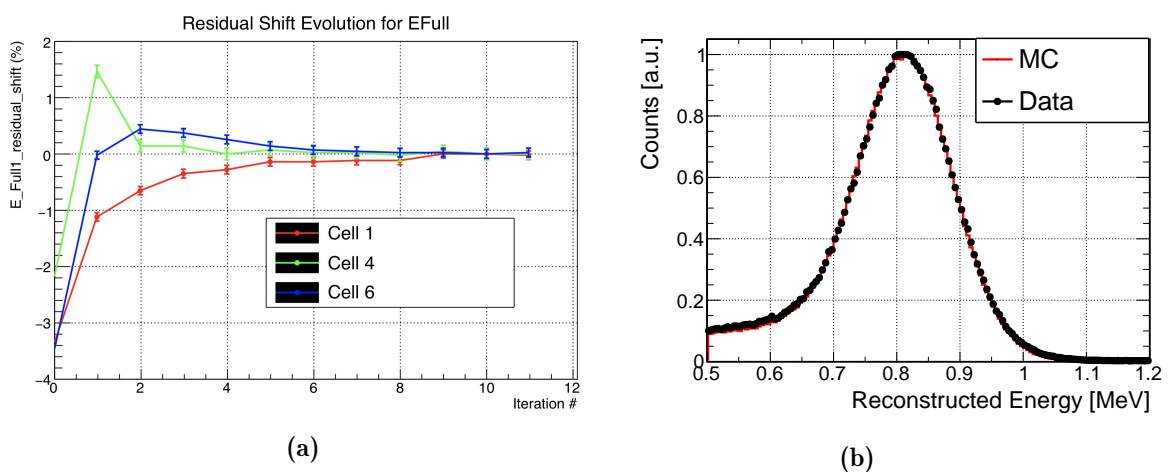 Residual Shift Evolution for EFull
E_Full1_residual_shift (%)
2
1
0
−1
−2
−3
−4
0 2 4 6 8 10 12
Iteration #
Cell 1
Cell 4
Cell 6
(a)
Counts [a.u.]
1
0.8
0.6
0.4
0.2
0
0.5 0.6 0.7 0.8 0.9 1 1.1 1.2
Reconstructed Energy [MeV]
MC
Data
(b)